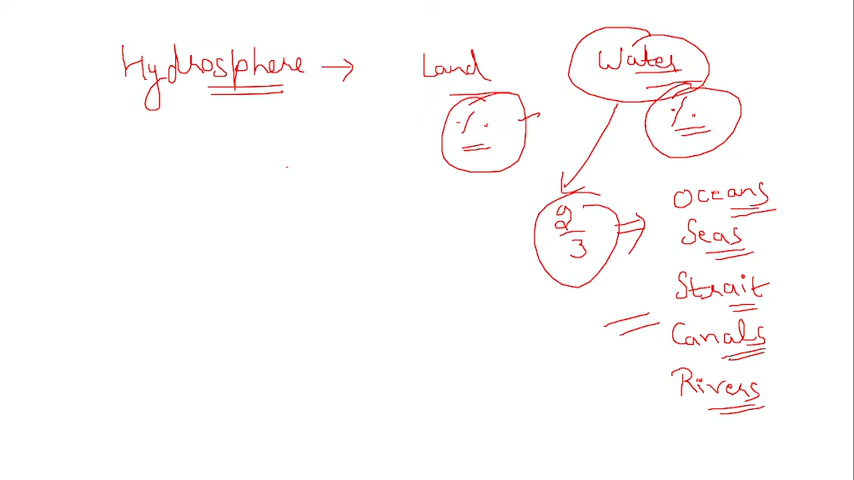 Hydrosphere → Land Water
%. %.
2/3 ⇒ Oceans
Seas
Strait
Canals
Rivers